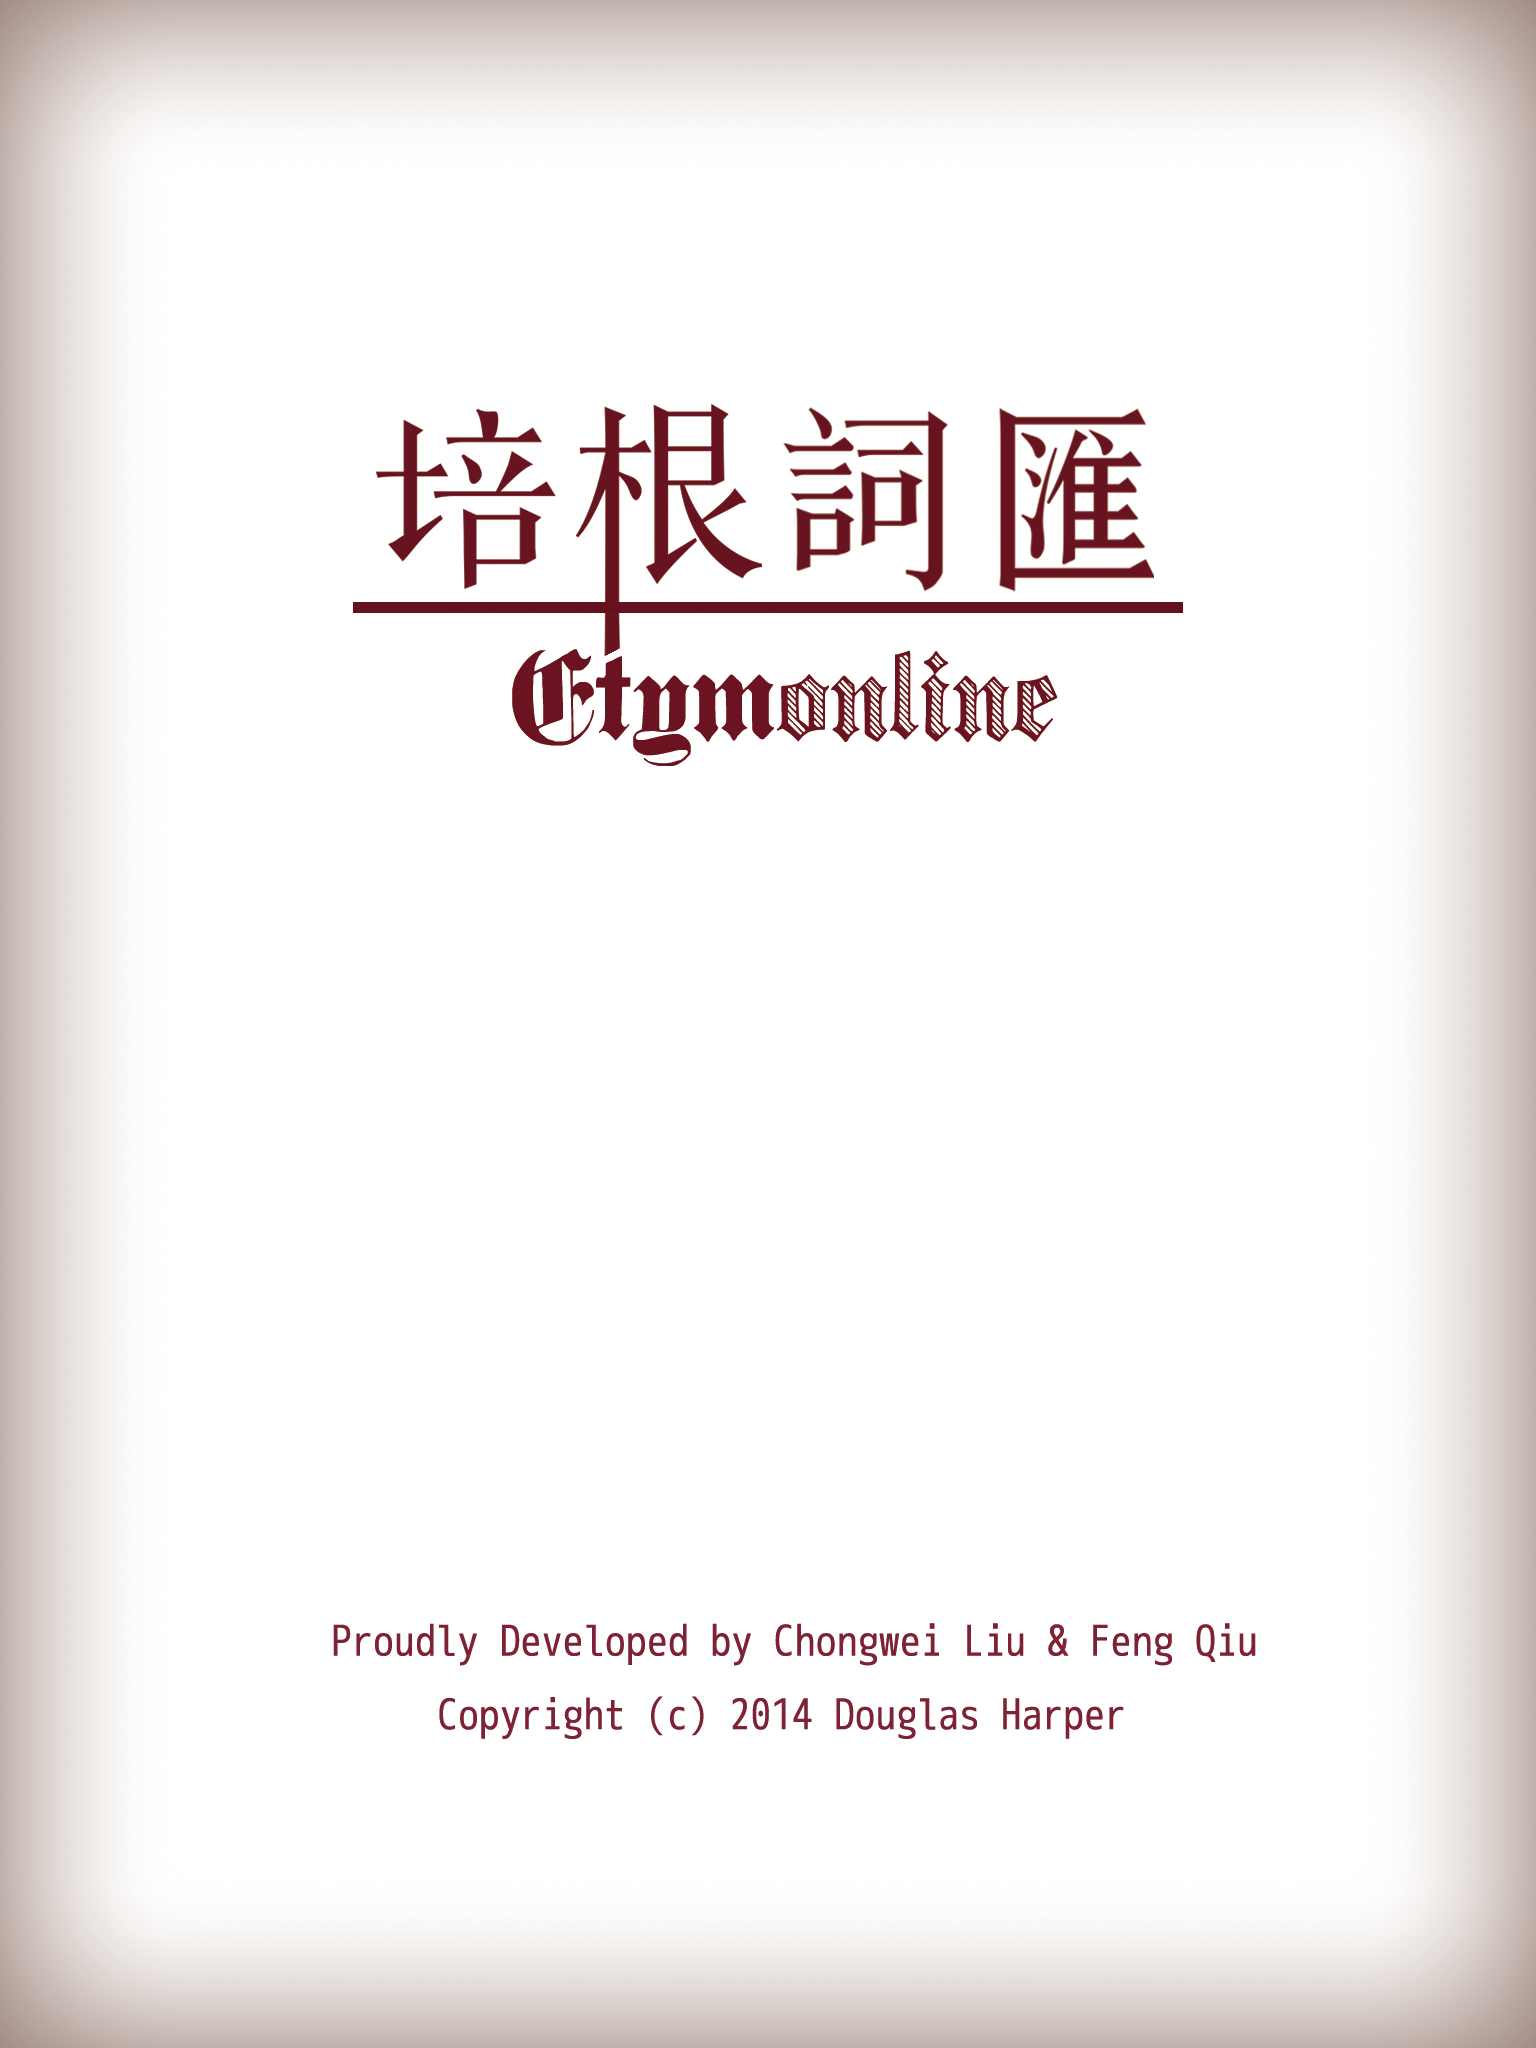 培根詞匯
Etymonline
Proudly Developed by Chongwei Liu & Feng Qiu
Copyright (c) 2014 Douglas Harper